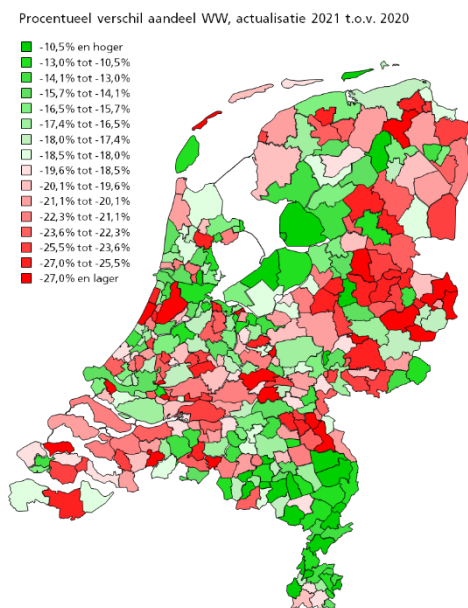 Procentueel verschil aandeel WW, actualisatie 2021 t.o.v. 2020
-10,5% en hoger
-13,0% tot -10,5%
-14,1% tot -13,0%
-15,7% tot -14,1%
-16,5% tot -15,7%
-17,4% tot -16,5%
-18,0% tot -17,4%
-18,5% tot -18,0%
-19,6% tot -18,5%
-20,1% tot -19,6%
-21,1% tot -20,1%
-22,3% tot -21,1%
-23,6% tot -22,3%
-25,5% tot -23,6%
-27,0% tot -25,5%
-27,0% en lager